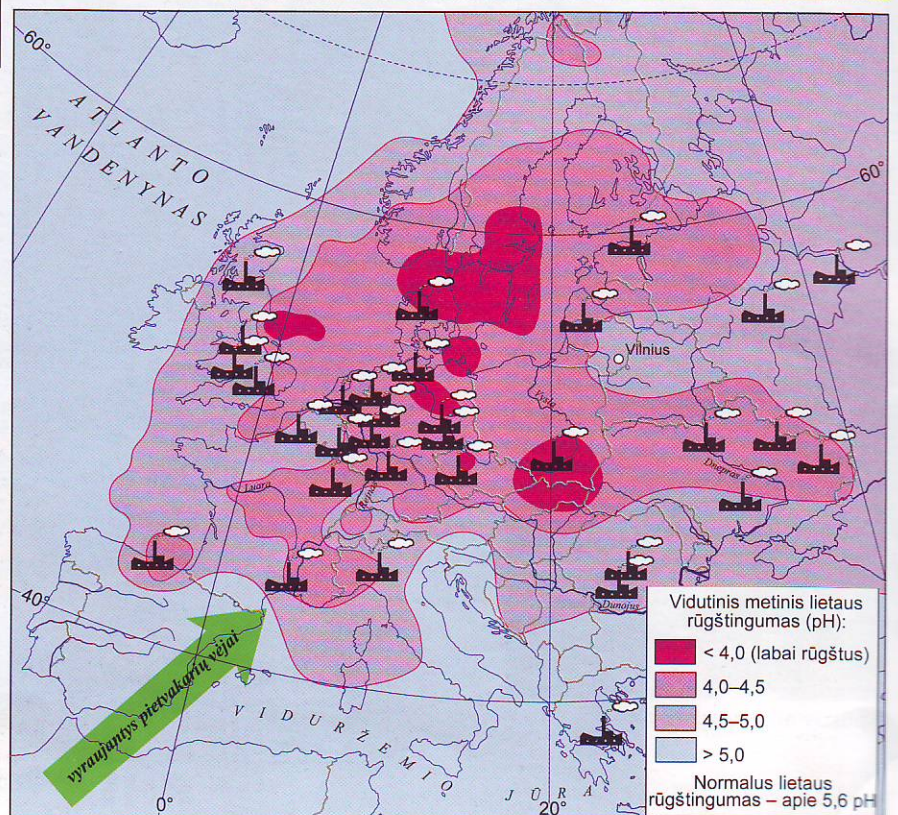 60°
ATLANTO
VANDENYNAS
60°
Vilnius
Vysla
Dnepras
Luara
Reinas
40°
Dunojus
vyraujantys pietvakarių vėjai
VIDURŽEMIO
JŪRA
0°
20°
Vidutinis metinis lietaus
rūgštingumas (pH):
< 4,0 (labai rūgštus)
4,0–4,5
4,5–5,0
> 5,0
Normalus lietaus
rūgštingumas – apie 5,6 pH